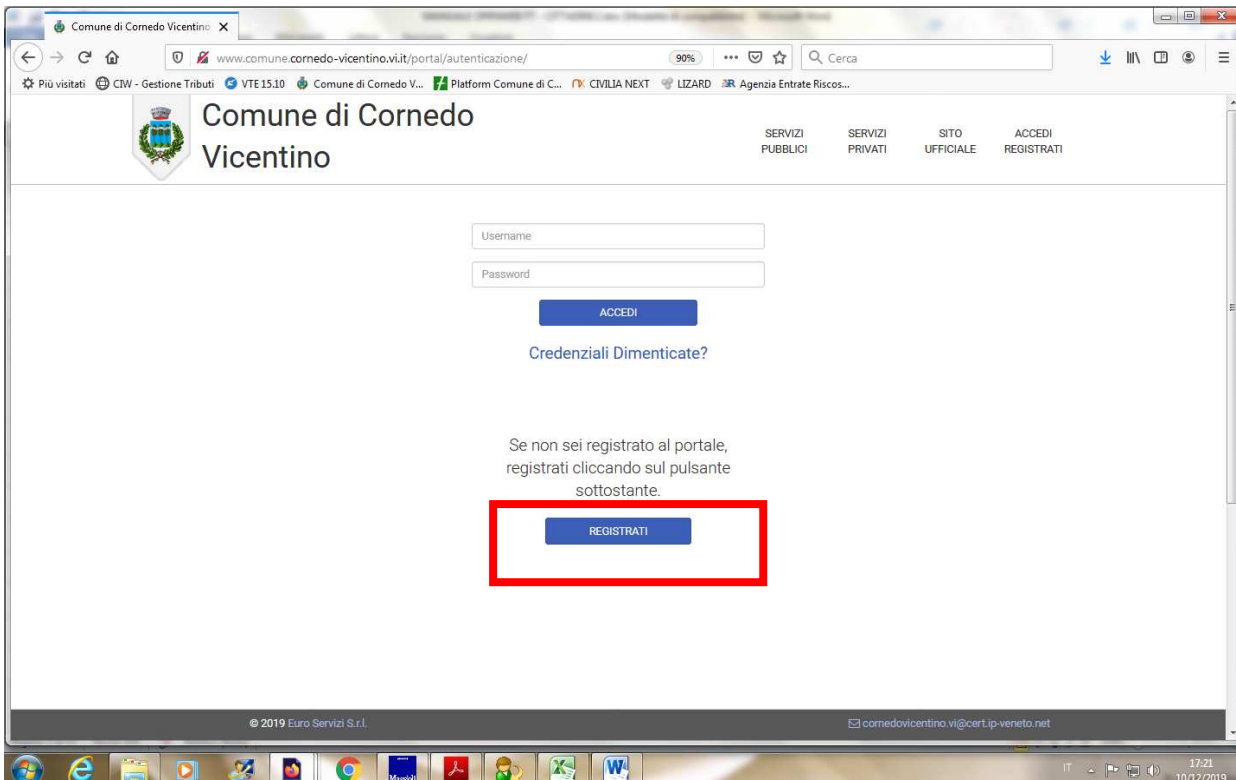 Comune di Cornedo Vicentino
www.comune.cornedo-vicentino.vi.it/portal/autenticazione/
90%
Cerca
Più visitati
CIW - Gestione Tributi
VTE 15.10
Comune di Cornedo V...
Platform Comune di C...
CIVILIA NEXT
LIZARD
Agenzia Entrate Riscos...
Comune di Cornedo
Vicentino
SERVIZI
PUBBLICI
SERVIZI
PRIVATI
SITO
UFFICIALE
ACCEDI
REGISTRATI
Username
Password
ACCEDI
Credenziali Dimenticate?
Se non sei registrato al portale,
registrati cliccando sul pulsante
sottostante.
REGISTRATI
© 2019 Euro Servizi S.r.l.
cornedovicentino.vi@cert.ip-veneto.net
IT
17:21
10/12/2019